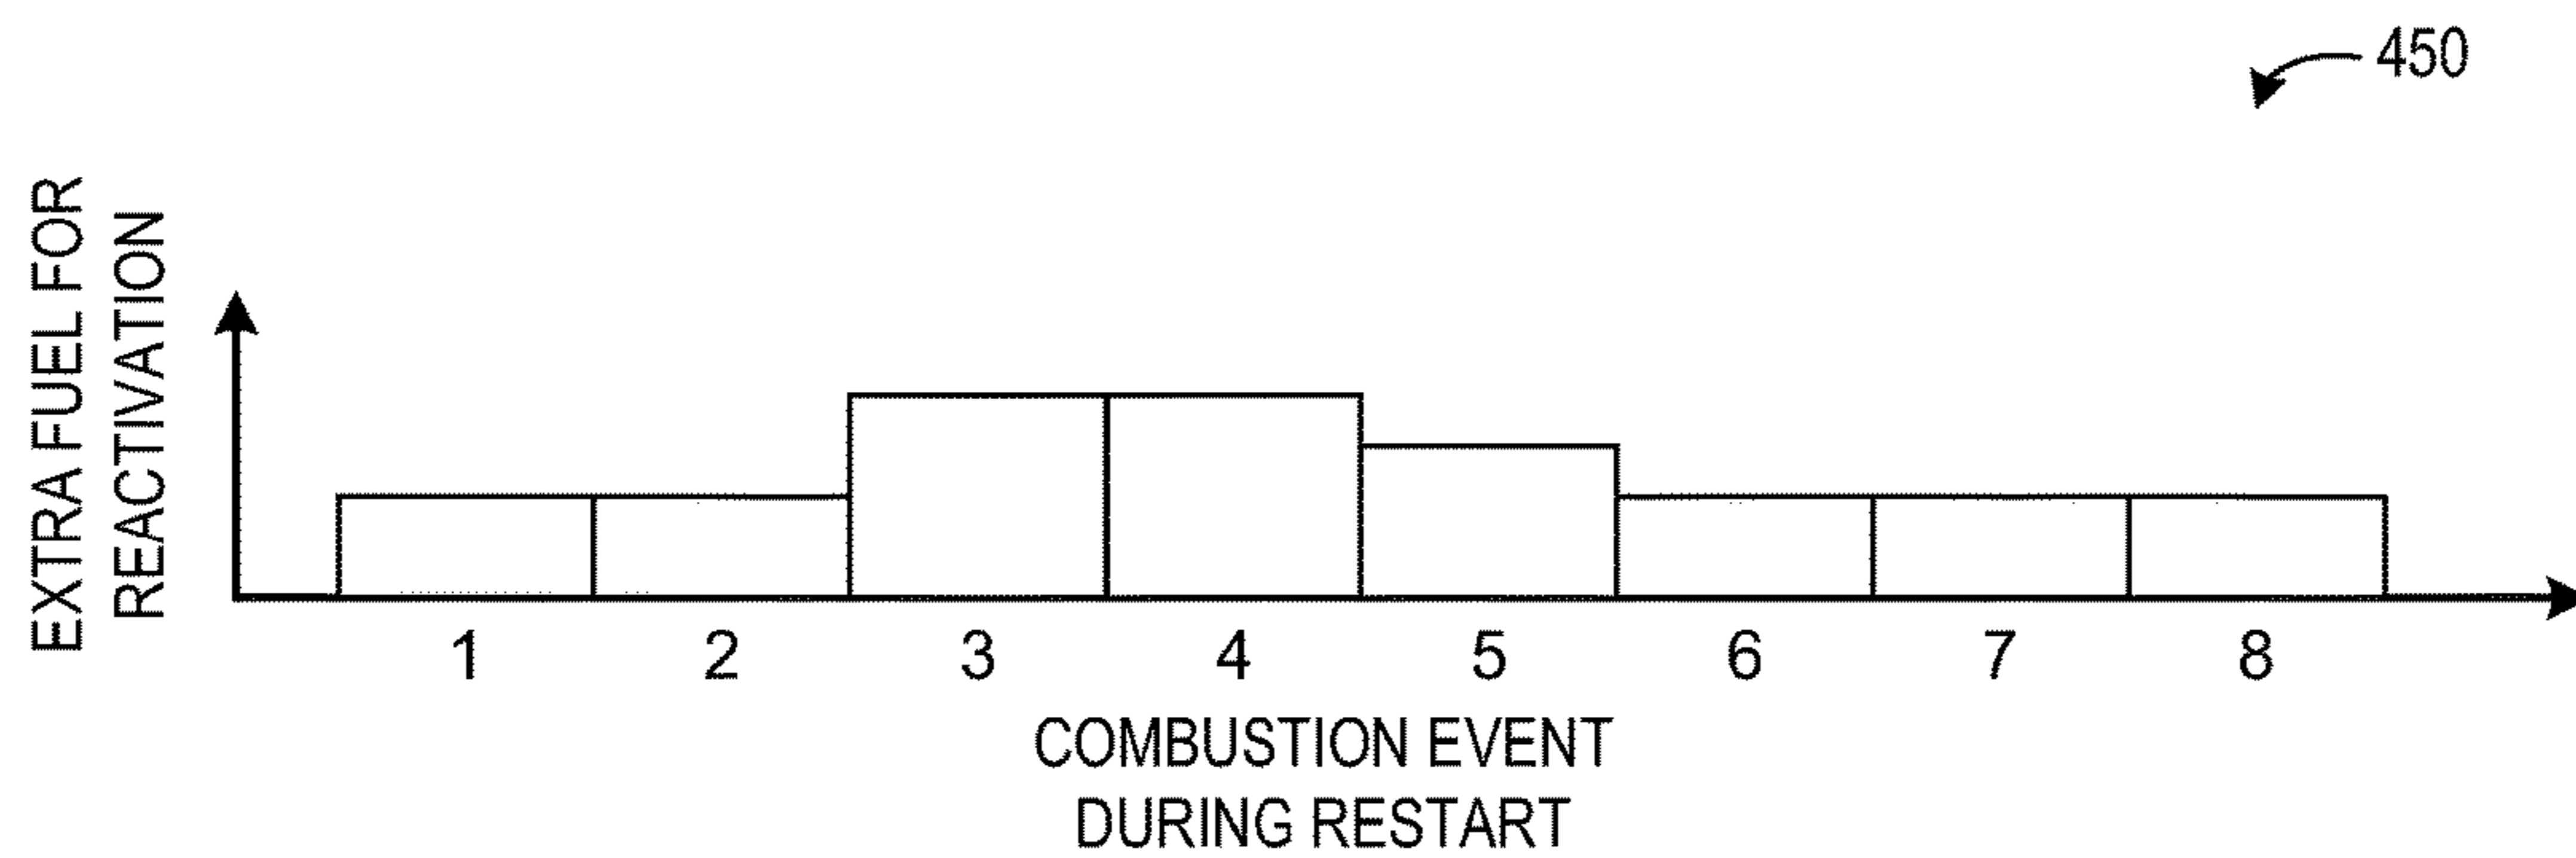 450
EXTRA FUEL FOR
REACTIVATION
1 2 3 4 5 6 7 8
COMBUSTION EVENT
DURING RESTART